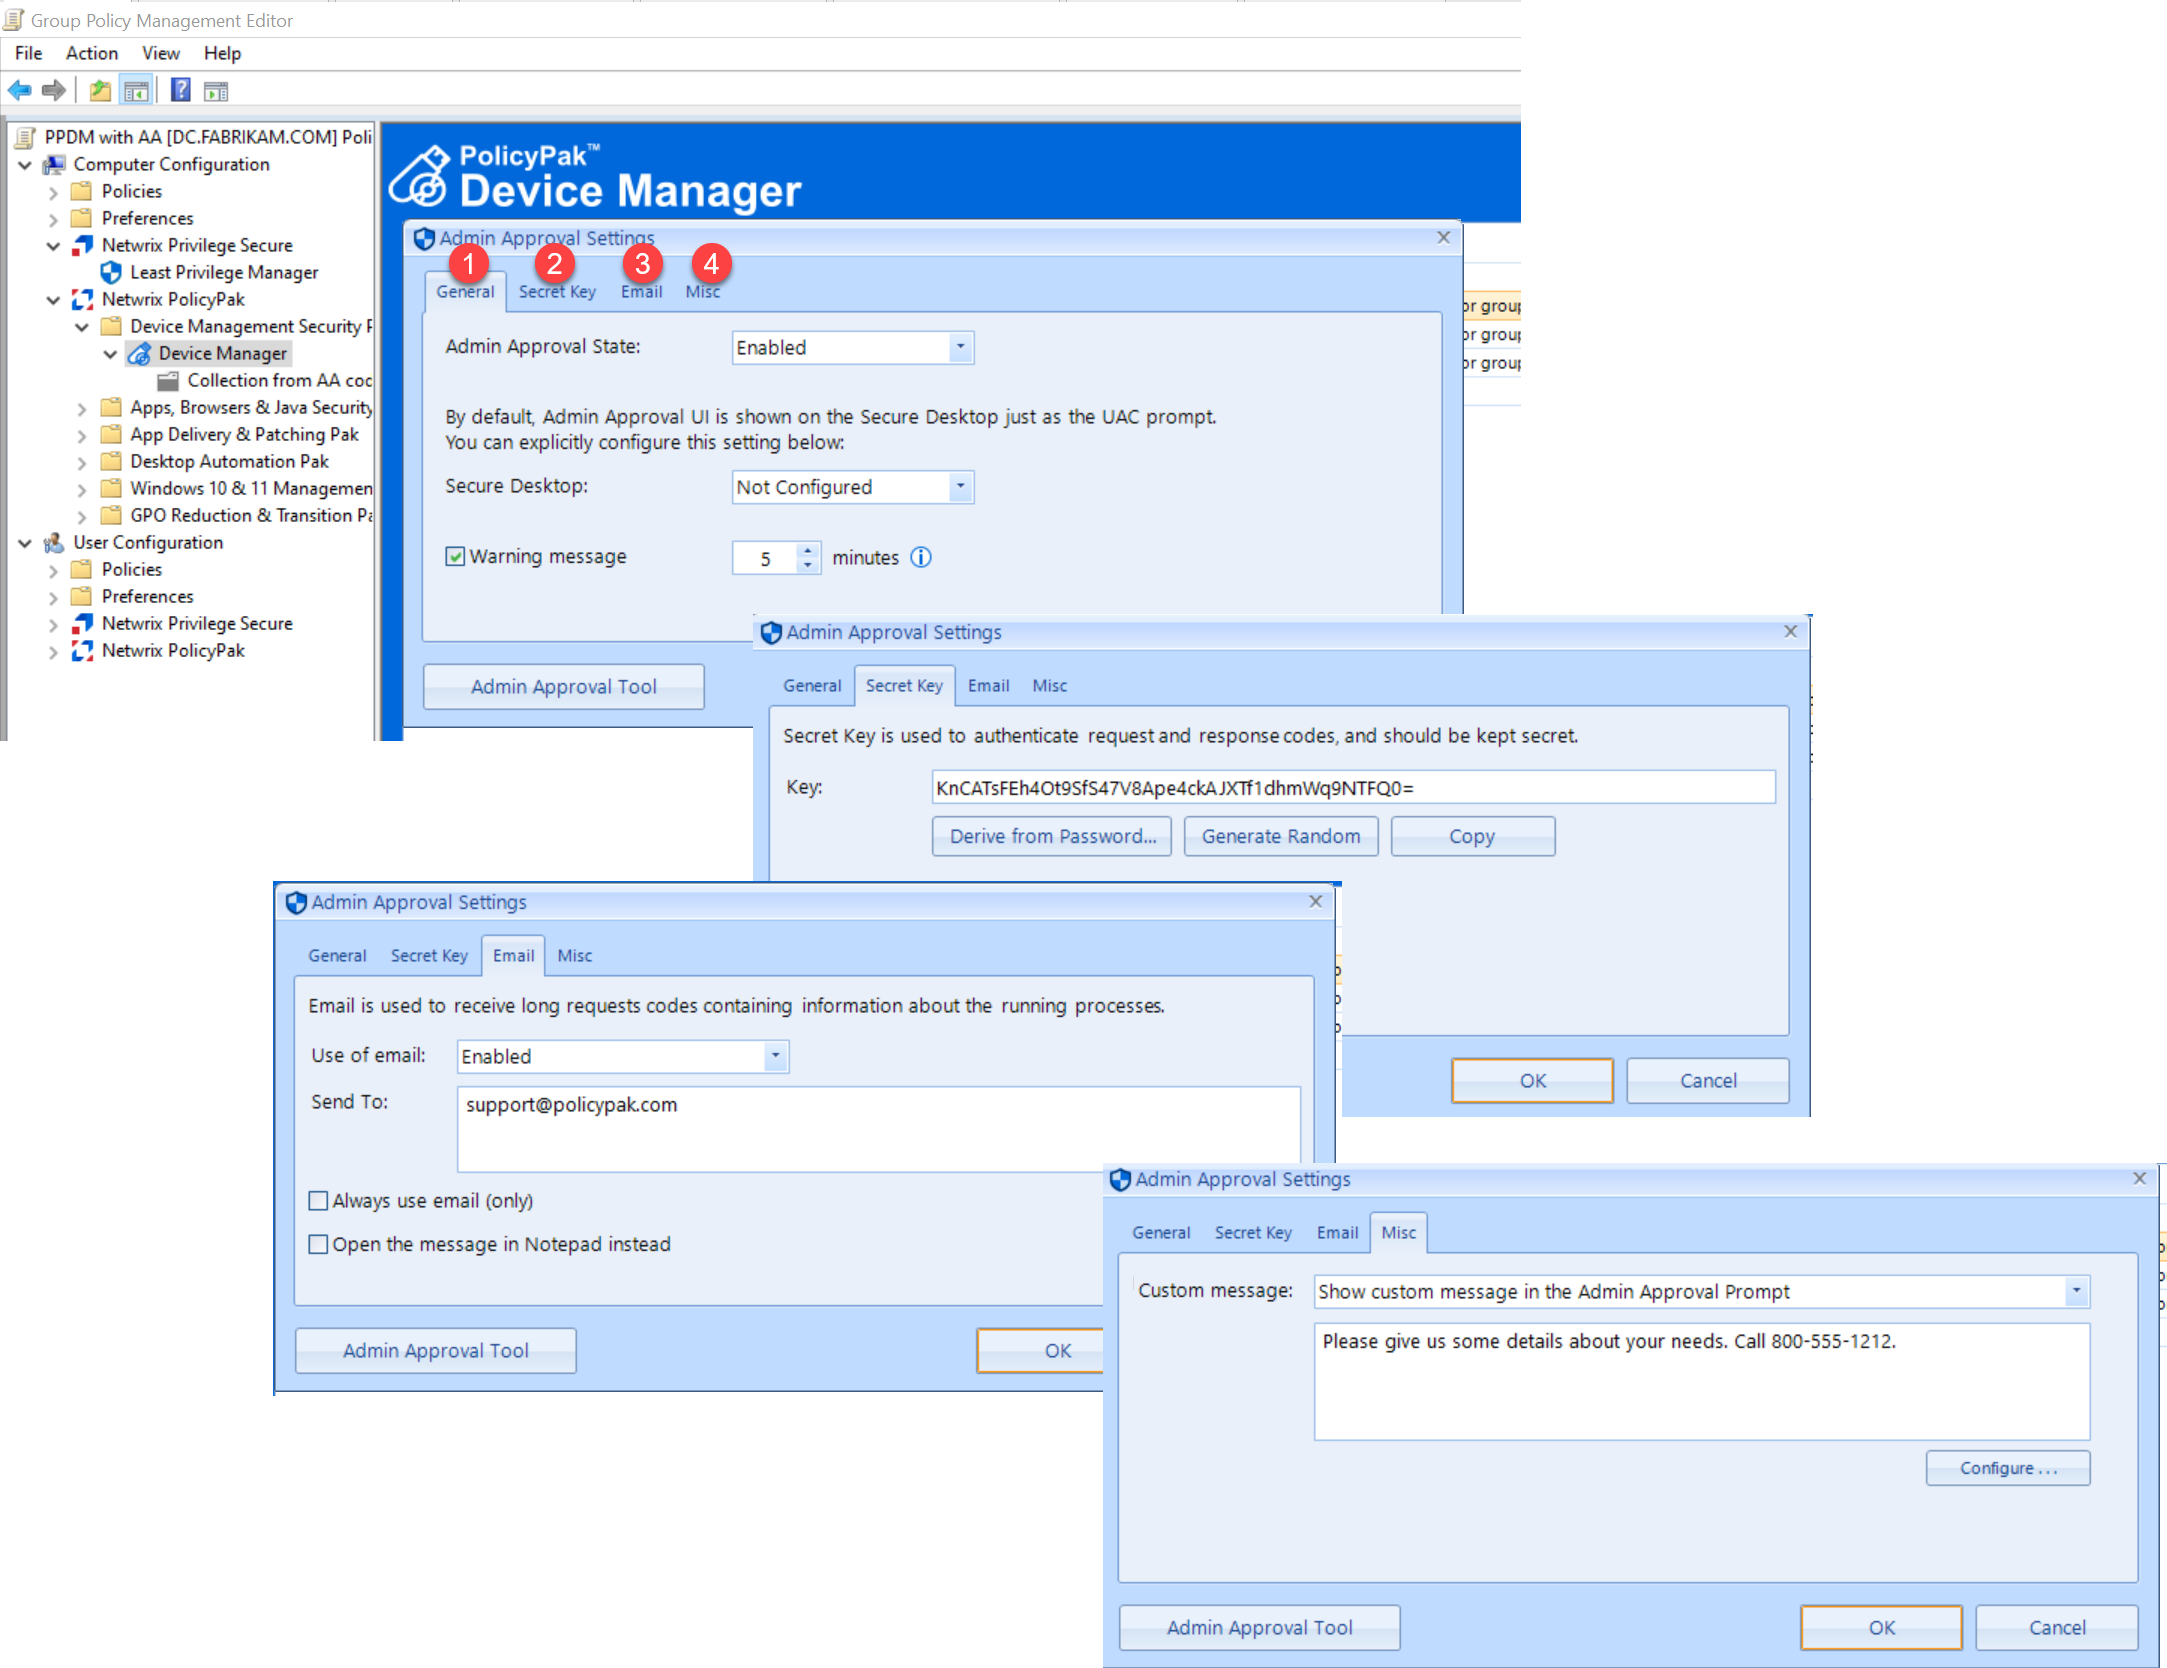 Group Policy Management Editor
File Action View Help
PPDM with AA [DC.FABRIKAM.COM] Poli
Computer Configuration
Policies
Preferences
Netwrix Privilege Secure
Least Privilege Manager
Netwrix PolicyPak
Device Management Security P
Device Manager
Collection from AA coo
Apps, Browsers & Java Security
App Delivery & Patching Pak
Desktop Automation Pak
Windows 10 & 11 Managemen
GPO Reduction & Transition Pa
User Configuration
Policies
Preferences
Netwrix Privilege Secure
Netwrix PolicyPak
PolicyPak™
Device Manager
Admin Approval Settings
1 2 3 4
General Secret Key Email Misc
Admin Approval State: Enabled
By default, Admin Approval UI is shown on the Secure Desktop just as the UAC prompt.
You can explicitly configure this setting below:
Secure Desktop: Not Configured
Warning message 5 minutes
Admin Approval Tool
or group
or group
or group
Admin Approval Settings
General Secret Key Email Misc
Secret Key is used to authenticate request and response codes, and should be kept secret.
Key: KnCATsFEh4Ot9SfS47V8Ape4ckAJXTf1dhmWq9NTFQ0=
Derive from Password... Generate Random Copy
OK Cancel
Admin Approval Settings
General Secret Key Email Misc
Email is used to receive long requests codes containing information about the running processes.
Use of email: Enabled
Send To: support@policypak.com
Always use email (only)
Open the message in Notepad instead
Admin Approval Tool OK
Admin Approval Settings
General Secret Key Email Misc
Custom message: Show custom message in the Admin Approval Prompt
Please give us some details about your needs. Call 800-555-1212.
Configure ...
Admin Approval Tool OK Cancel